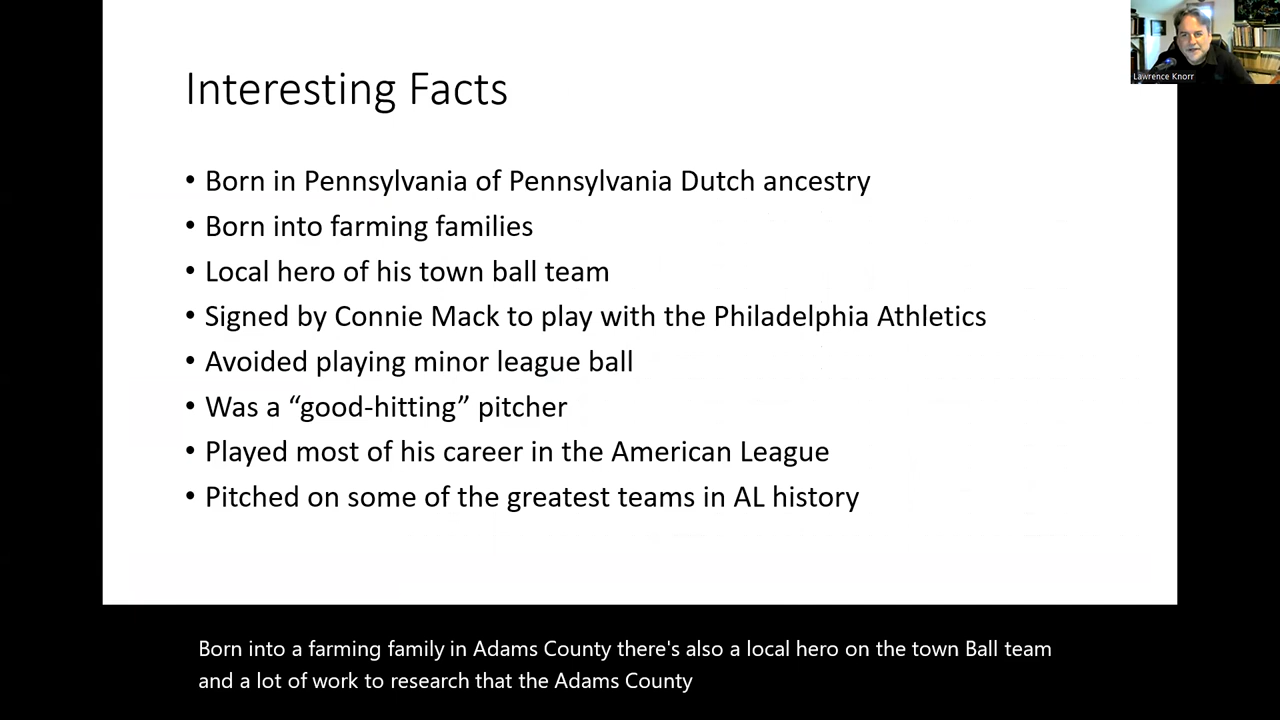 Lawrence Knorr
Interesting Facts
• Born in Pennsylvania of Pennsylvania Dutch ancestry
• Born into farming families
• Local hero of his town ball team
• Signed by Connie Mack to play with the Philadelphia Athletics
• Avoided playing minor league ball
• Was a “good-hitting” pitcher
• Played most of his career in the American League
• Pitched on some of the greatest teams in AL history
Born into a farming family in Adams County there's also a local hero on the town Ball team
and a lot of work to research that the Adams County